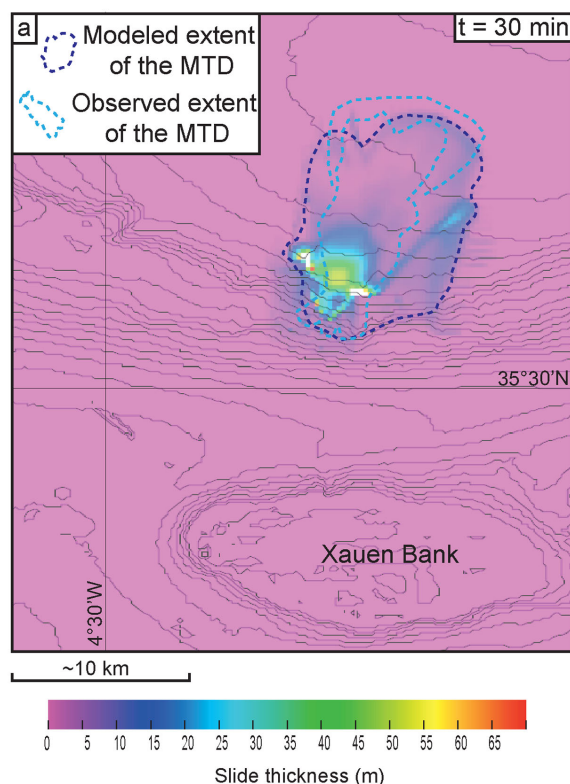 a
t = 30 min
Modeled extent
of the MTD
Observed extent
of the MTD
35°30'N
Xauen Bank
4°30'W
~10 km
0 5 10 15 20 25 30 35 40 45 50 55 60 65
Slide thickness (m)